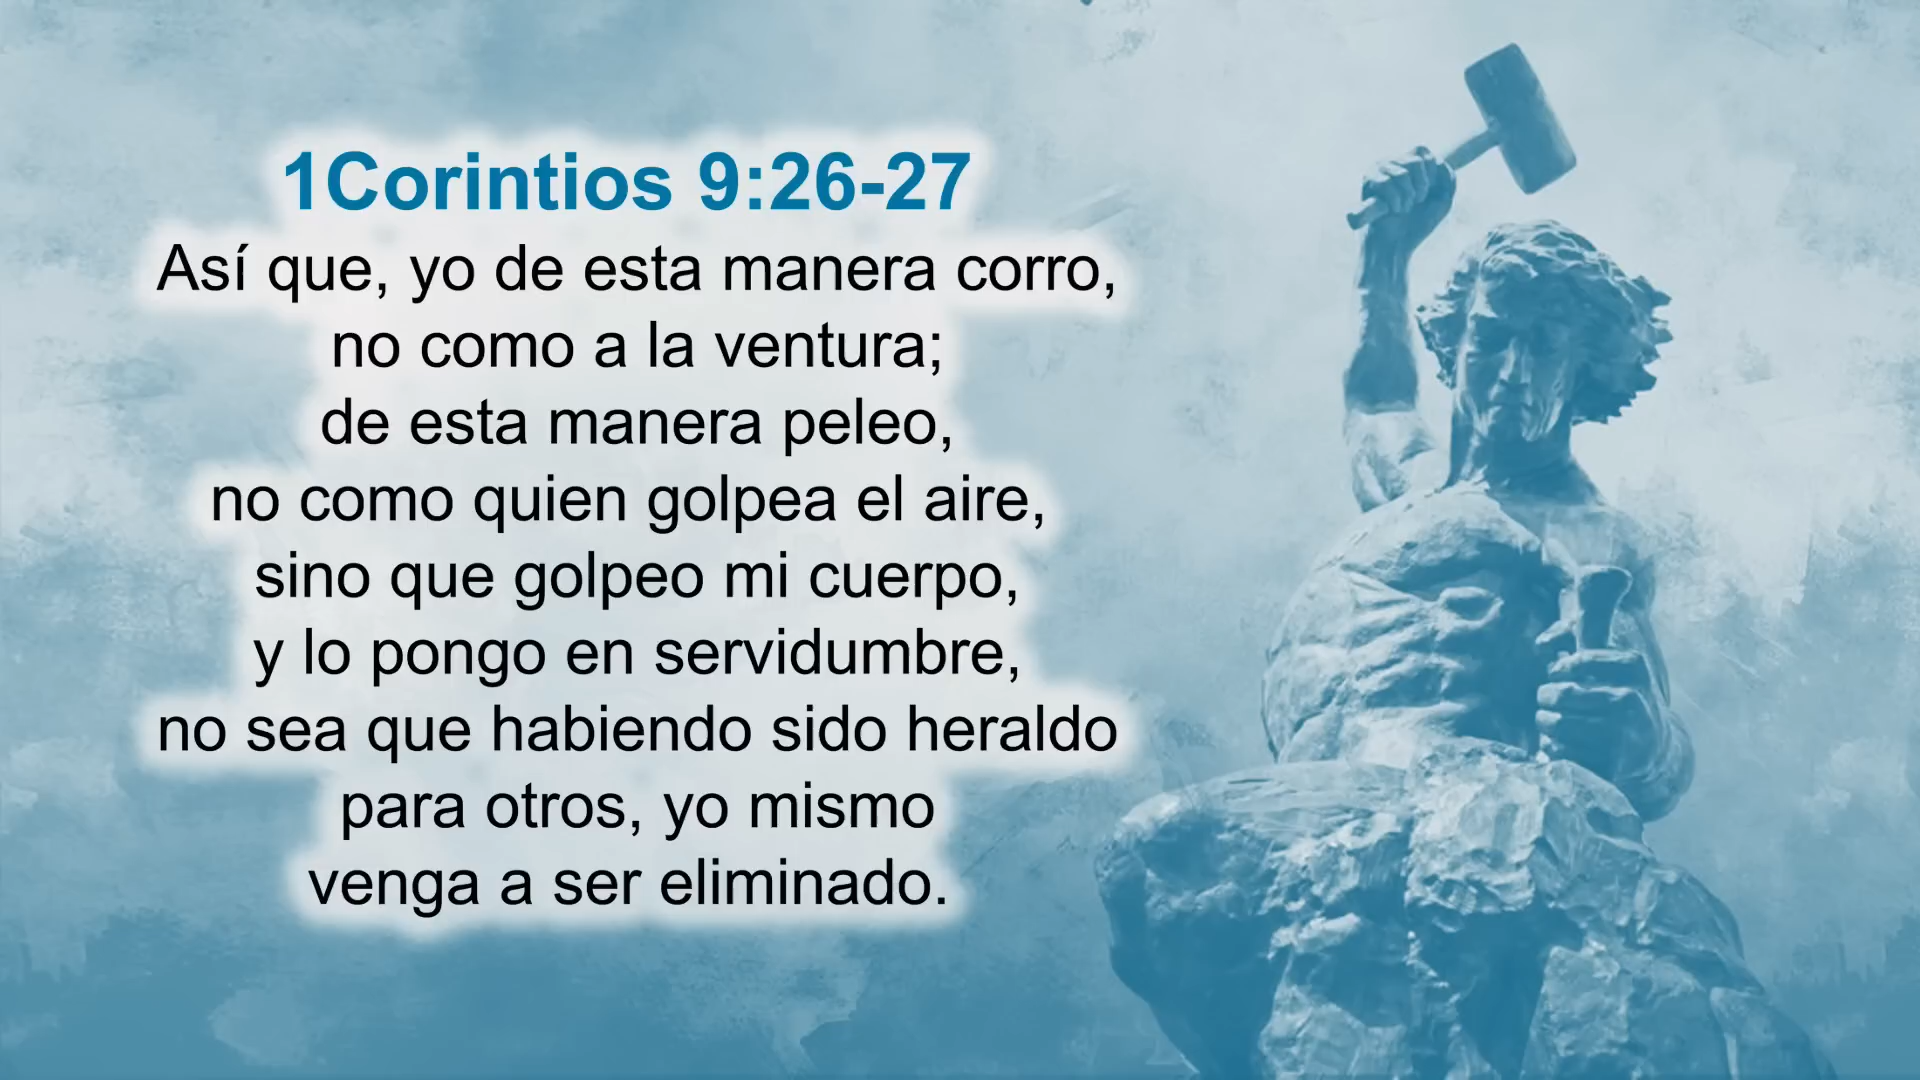 1Corintios 9:26-27
Así que, yo de esta manera corro,
no como a la ventura;
de esta manera peleo,
no como quien golpea el aire,
sino que golpeo mi cuerpo,
y lo pongo en servidumbre,
no sea que habiendo sido heraldo
para otros, yo mismo
venga a ser eliminado.